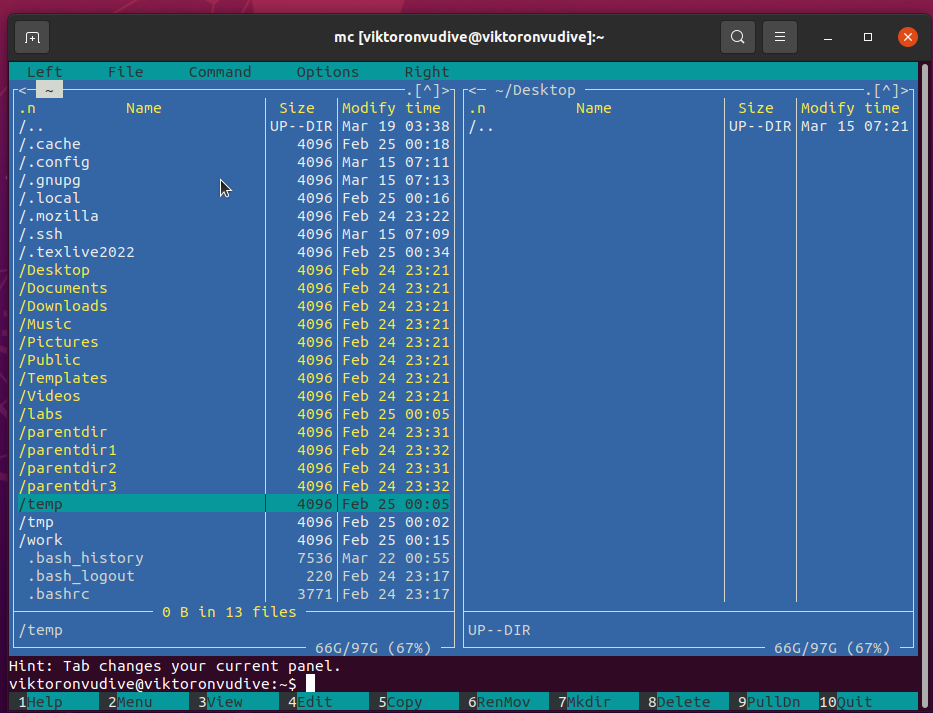 mc [viktoronvudive@viktoronvudive]:~
Left File Command Options Right
<─ ~ .[^]> <─ ~/Desktop .[^]>
.n Name Size Modify time .n Name Size Modify time
/.. UP--DIR Mar 19 03:38 /.. UP--DIR Mar 15 07:21
/.cache 4096 Feb 25 00:18
/.config 4096 Mar 15 07:11
/.gnupg 4096 Mar 15 07:13
/.local 4096 Feb 25 00:16
/.mozilla 4096 Feb 24 23:22
/.ssh 4096 Mar 15 07:09
/.texlive2022 4096 Feb 25 00:34
/Desktop 4096 Feb 24 23:21
/Documents 4096 Feb 24 23:21
/Downloads 4096 Feb 24 23:21
/Music 4096 Feb 24 23:21
/Pictures 4096 Feb 24 23:21
/Public 4096 Feb 24 23:21
/Templates 4096 Feb 24 23:21
/Videos 4096 Feb 24 23:21
/labs 4096 Feb 25 00:05
/parentdir 4096 Feb 24 23:31
/parentdir1 4096 Feb 24 23:32
/parentdir2 4096 Feb 24 23:31
/parentdir3 4096 Feb 24 23:32
/temp 4096 Feb 25 00:05
/tmp 4096 Feb 25 00:02
/work 4096 Feb 25 00:15
.bash_history 7536 Mar 22 00:55
.bash_logout 220 Feb 24 23:17
.bashrc 3771 Feb 24 23:17
0 B in 13 files
/temp UP--DIR
66G/97G (67%) 66G/97G (67%)
Hint: Tab changes your current panel.
viktoronvudive@viktoronvudive:~$
1Help 2Menu 3View 4Edit 5Copy 6RenMov 7Mkdir 8Delete 9PullDn 10Quit